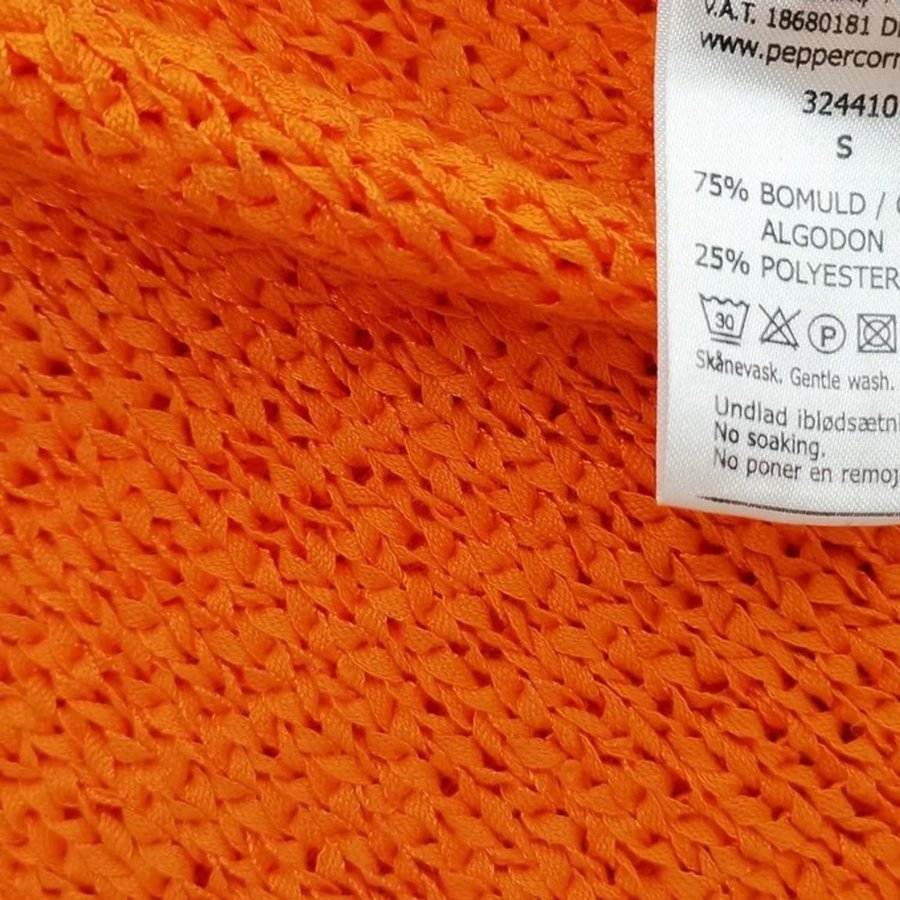 V.A.T. 18680181
www.peppercorn
324410
S
75% BOMULD /
ALGODON
25% POLYESTER
30 P
Skånevask. Gentle wash.
Undlad iblødsætni
No soaking.
No poner en remoj